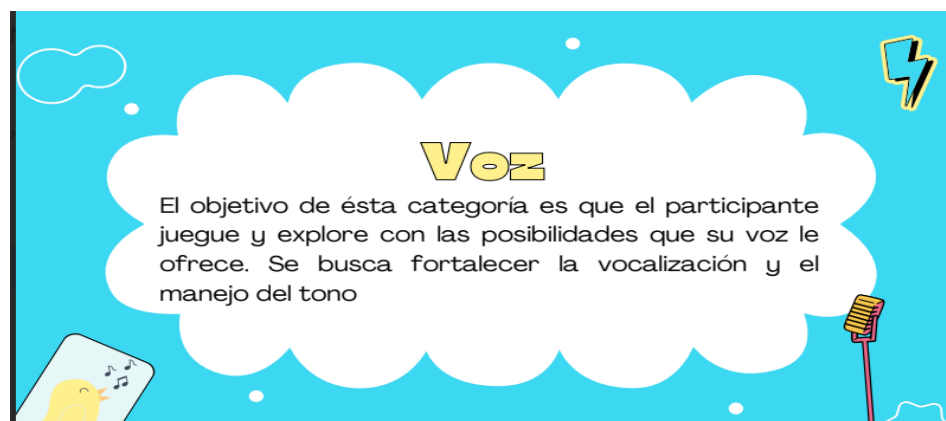 Voz
El objetivo de ésta categoría es que el participante
juegue y explore con las posibilidades que su voz le
ofrece. Se busca fortalecer la vocalización y el
manejo del tono